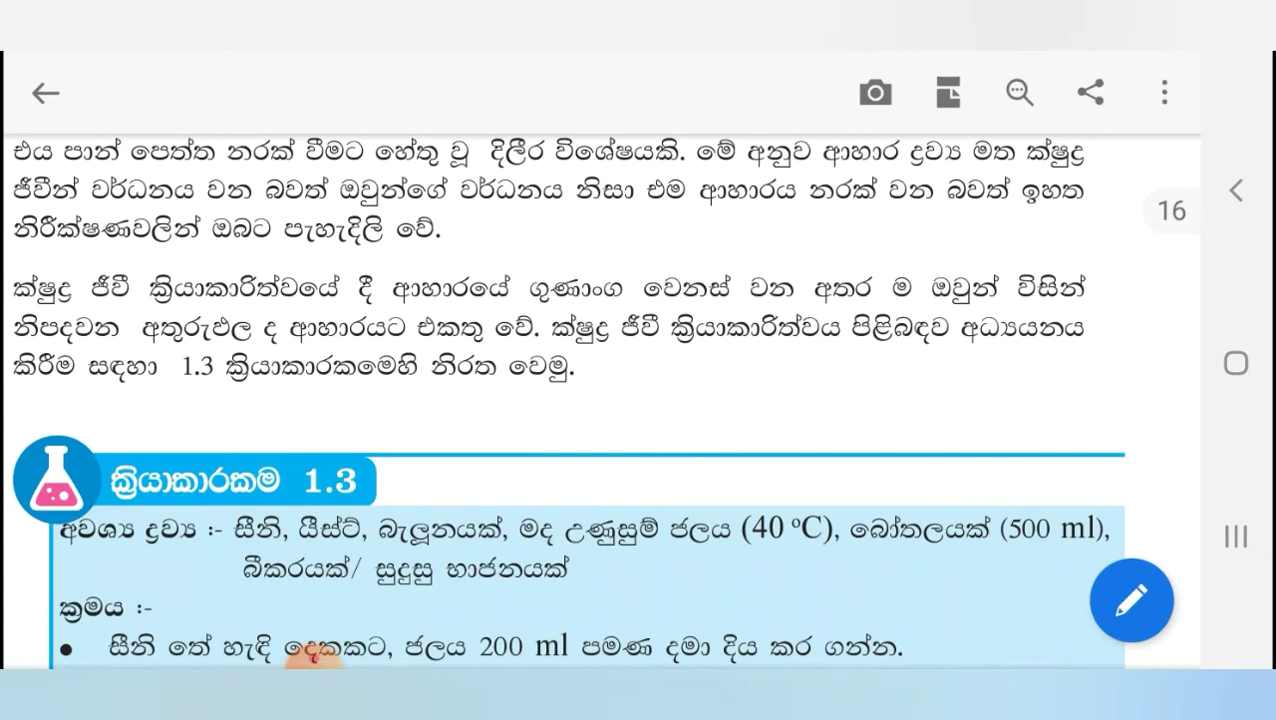 එය පාන් පෙත්ත නරක් වීමට හේතු වූ දිලීර විශේෂයකි. මේ අනුව ආහාර ද්‍රව්‍ය මත ක්ෂුද්‍ර
ජීවීන් වර්ධනය වන බවත් ඔවුන්ගේ වර්ධනය නිසා එම ආහාරය නරක් වන බවත් ඉහත
16
නිරීක්ෂණවලින් ඔබට පැහැදිලි වේ.
ක්ෂුද්‍ර ජීවී ක්‍රියාකාරිත්වයේ දී ආහාරයේ ගුණාංග වෙනස් වන අතර ම ඔවුන් විසින්
නිපදවන අතුරුඵල ද ආහාරයට එකතු වේ. ක්ෂුද්‍ර ජීවී ක්‍රියාකාරිත්වය පිළිබඳව අධ්‍යයනය
කිරීම සඳහා 1.3 ක්‍රියාකාරකමෙහි නිරත වෙමු.
ක්‍රියාකාරකම 1.3
අවශ්‍ය ද්‍රව්‍ය :- සීනි, යීස්ට්, බැලූනයක්, මද උණුසුම් ජලය (40 °C), බෝතලයක් (500 ml),
බීකරයක්/ සුදුසු භාජනයක්
ක්‍රමය :-
● සීනි තේ හැඳි දෙකකට, ජලය 200 ml පමණ දමා දිය කර ගන්න.